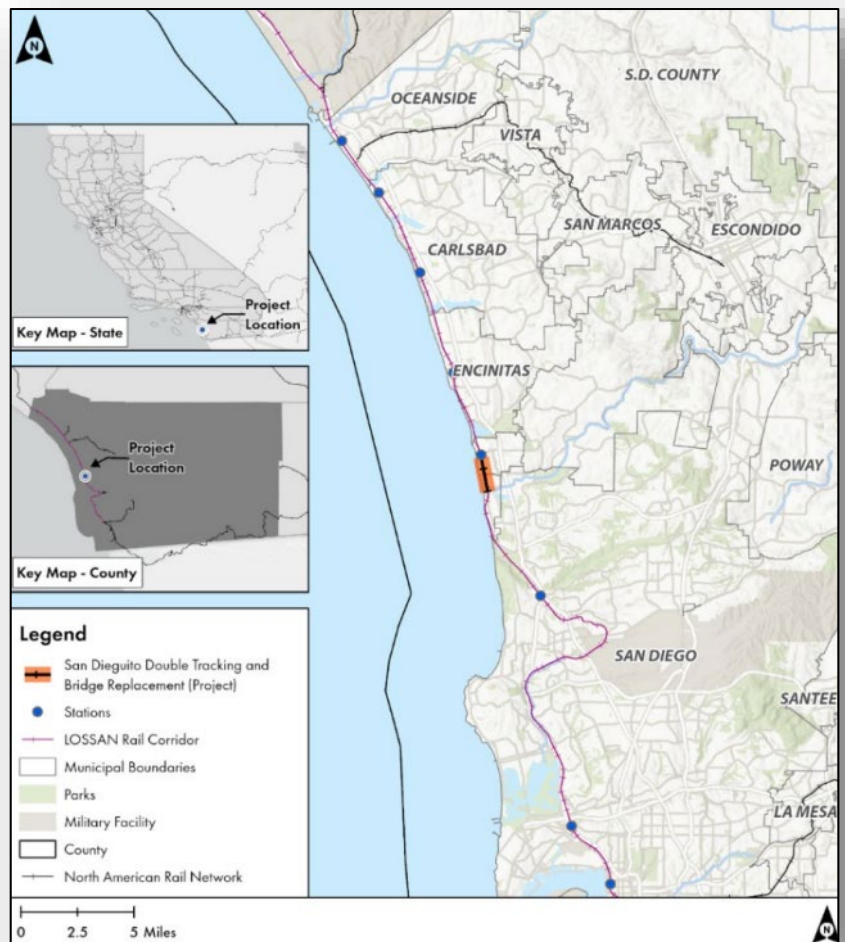 N
OCEANSIDE
S.D. COUNTY
VISTA
SAN MARCOS
ESCONDIDO
CARLSBAD
ENCINITAS
POWAY
SAN DIEGO
SANTEE
LA MESA
Project
Location
Key Map - State
Project
Location
Key Map - County
Legend
San Dieguito Double Tracking and
Bridge Replacement (Project)
Stations
LOSSAN Rail Corridor
Municipal Boundaries
Parks
Military Facility
County
North American Rail Network
0 2.5 5 Miles
N